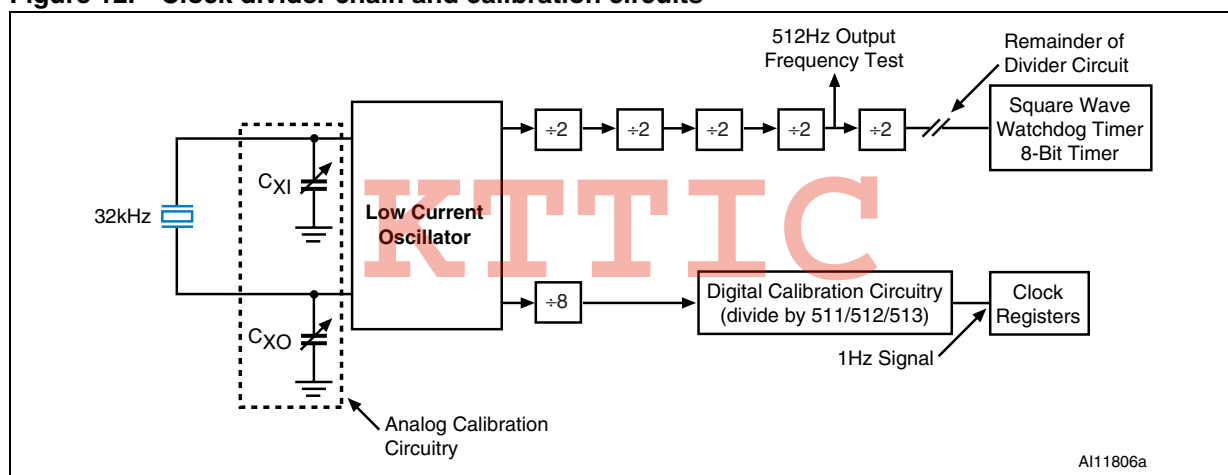 Figure 12. Clock divider chain and calibration circuits
512Hz Output
Frequency Test
Remainder of
Divider Circuit
÷2
÷2
÷2
÷2
÷2
Square Wave
Watchdog Timer
8-Bit Timer
CXI
32kHz
Low Current
Oscillator
KTTIC
÷8
Digital Calibration Circuitry
(divide by 511/512/513)
Clock
Registers
CXO
1Hz Signal
Analog Calibration
Circuitry
AI11806a